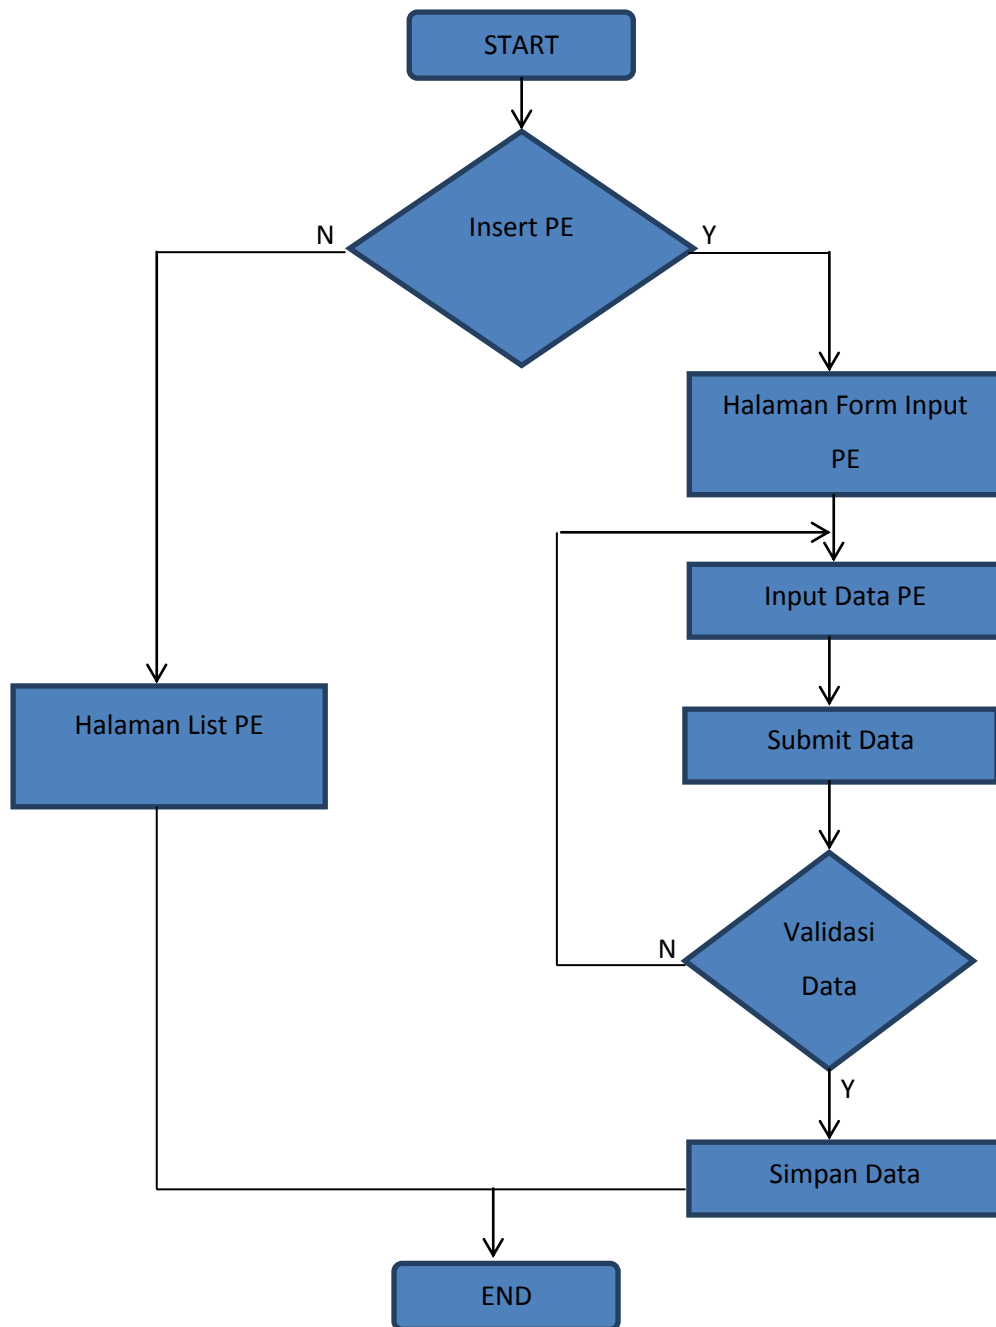 START
Insert PE
N
Y
Halaman Form Input
PE
Input Data PE
Halaman List PE
Submit Data
Validasi
N
Data
Y
Simpan Data
END